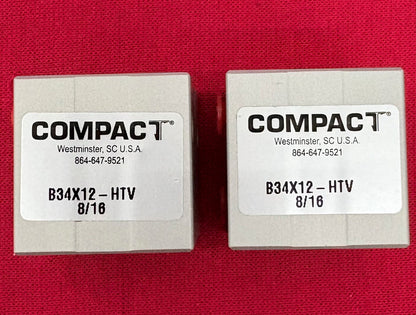 COMPACT®
Westminster, SC U.S.A.
864-647-9521
B34X12-HTV
8/16
COMPACT®
Westminster, SC U.S.A.
864-647-9521
B34X12-HTV
8/16